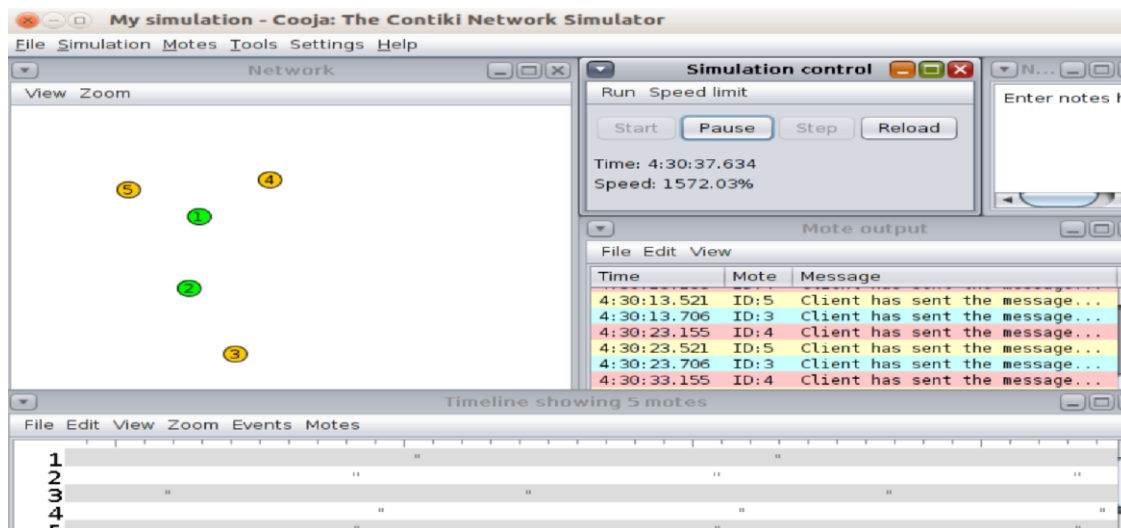 My simulation - Cooja: The Contiki Network Simulator
File Simulation Motes Tools Settings Help
Network
View Zoom
5
4
1
2
3
Simulation control
Run Speed limit
Start Pause Step Reload
Time: 4:30:37.634
Speed: 1572.03%
N...
Enter notes
Mote output
File Edit View
Time Mote Message
4:30:13.521 ID:5 Client has sent the message...
4:30:13.706 ID:3 Client has sent the message...
4:30:23.155 ID:4 Client has sent the message...
4:30:23.521 ID:5 Client has sent the message...
4:30:23.706 ID:3 Client has sent the message...
4:30:33.155 ID:4 Client has sent the message...
Timeline showing 5 motes
File Edit View Zoom Events Motes
1
2
3
4